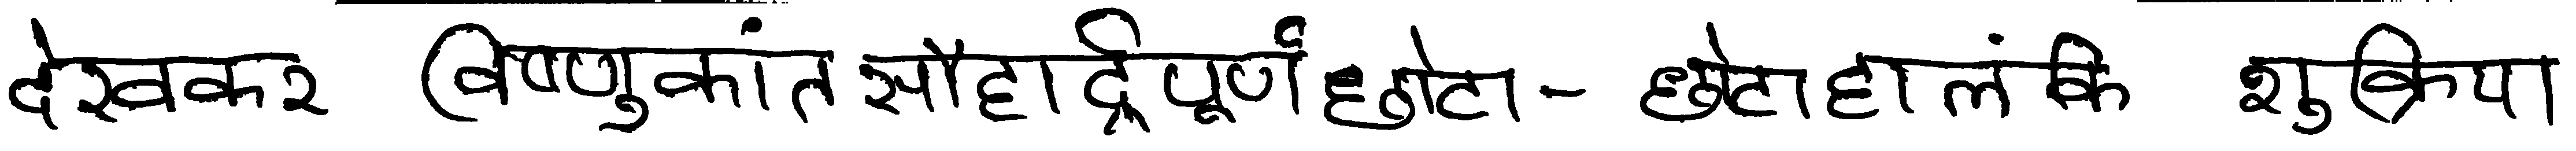 देखकर विष्णुकांत सौहार्द्रपूर्ण छोटा - छोटा हालंकि शुक्रिया